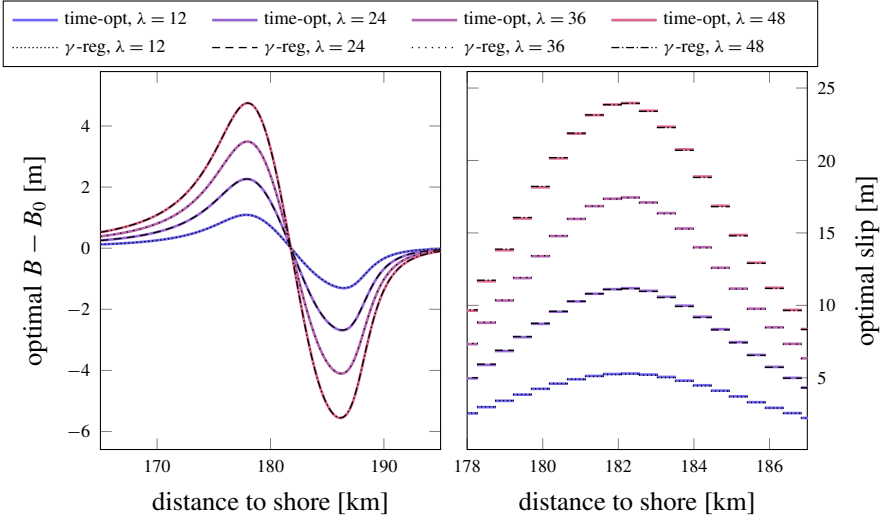 time-opt, λ = 12 time-opt, λ = 24 time-opt, λ = 36 time-opt, λ = 48
γ-reg, λ = 12 γ-reg, λ = 24 γ-reg, λ = 36 γ-reg, λ = 48
optimal B − B₀ [m]
4
2
0
−2
−4
−6
170 180 190
distance to shore [km]
25
20
15
10
5
optimal slip [m]
178 180 182 184 186
distance to shore [km]